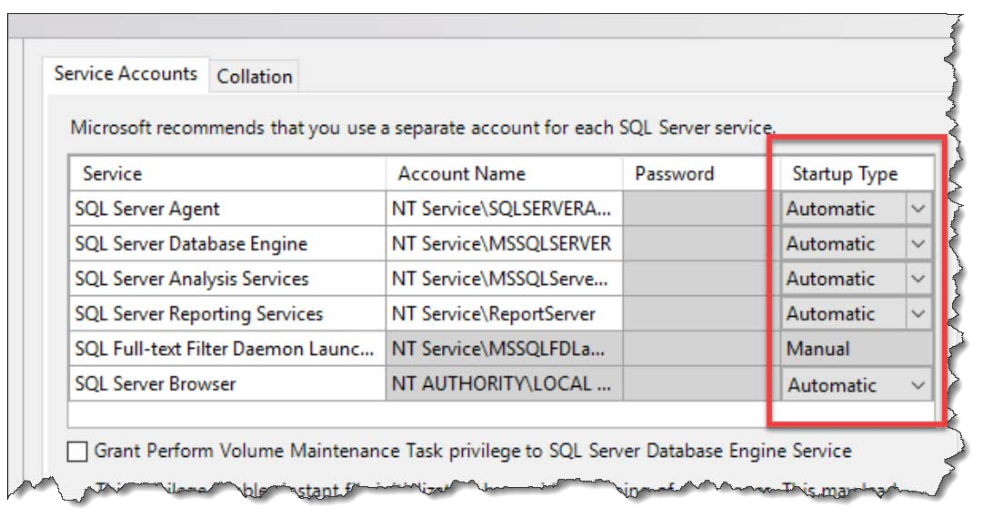 Service Accounts Collation
Microsoft recommends that you use a separate account for each SQL Server service.
Service Account Name Password Startup Type
SQL Server Agent NT Service\SQLSERVERA... Automatic
SQL Server Database Engine NT Service\MSSQLSERVER Automatic
SQL Server Analysis Services NT Service\MSSQLServe... Automatic
SQL Server Reporting Services NT Service\ReportServer Automatic
SQL Full-text Filter Daemon Launc... NT Service\MSSQLFDLa... Manual
SQL Server Browser NT AUTHORITY\LOCAL ... Automatic
Grant Perform Volume Maintenance Task privilege to SQL Server Database Engine Service
This may lead